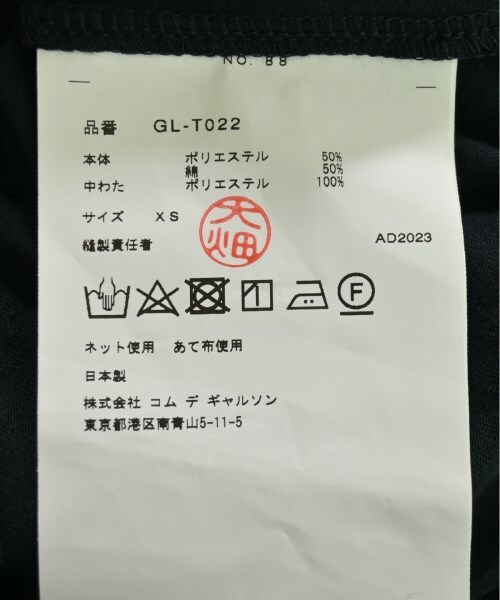 NO. 88
品番 GL-T022
本体 ポリエステル 50%
綿 50%
中わた ポリエステル 100%
サイズ XS
天畑
縫製責任者 AD2023
F
ネット使用 あて布使用
日本製
株式会社 コム デ ギャルソン
東京都港区南青山5-11-5